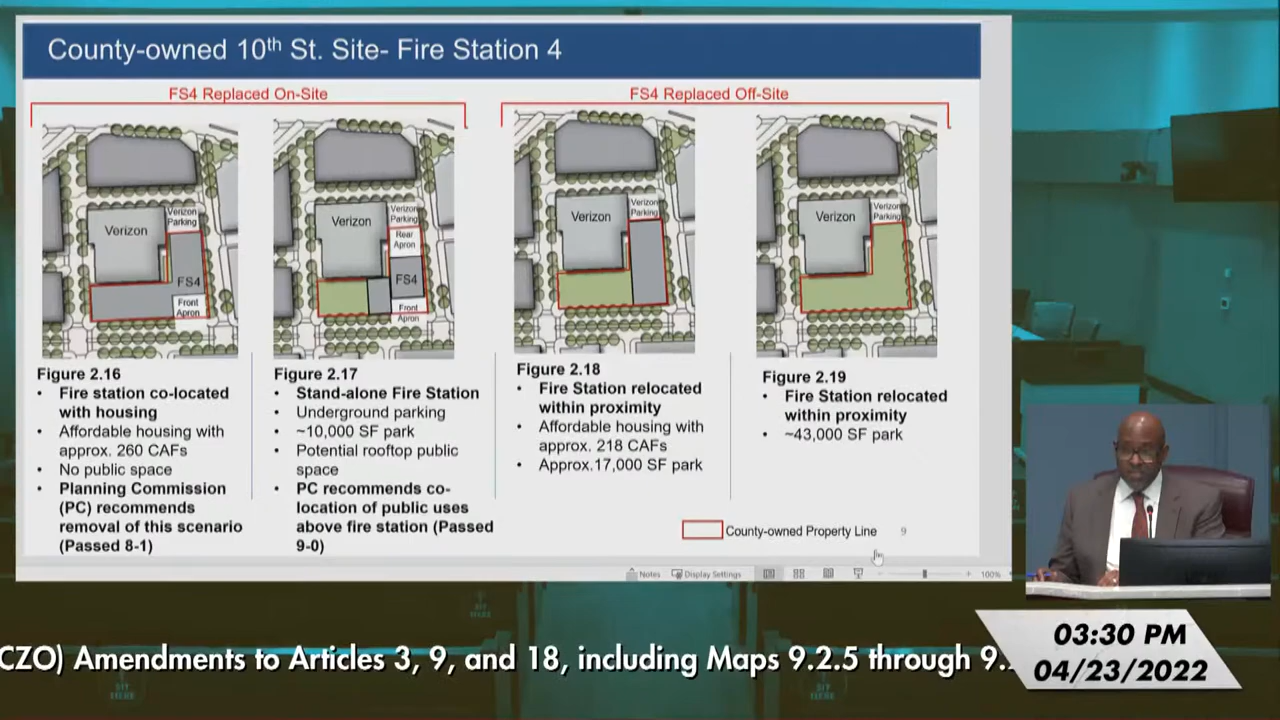 County-owned 10th St. Site- Fire Station 4
FS4 Replaced On-Site
FS4 Replaced Off-Site
Verizon
Verizon
Parking
FS4
Front
Apron
Verizon
Verizon
Parking
Rear
Apron
FS4
Front
Apron
Verizon
Verizon
Parking
Verizon
Verizon
Parking
Figure 2.16
• Fire station co-located
with housing
• Affordable housing with
approx. 260 CAFs
• No public space
• Planning Commission
(PC) recommends
removal of this scenario
(Passed 8-1)
Figure 2.17
• Stand-alone Fire Station
• Underground parking
• ~10,000 SF park
• Potential rooftop public
space
• PC recommends co-
location of public uses
above fire station (Passed
9-0)
Figure 2.18
• Fire Station relocated
within proximity
• Affordable housing with
approx. 218 CAFs
• Approx.17,000 SF park
Figure 2.19
• Fire Station relocated
within proximity
• ~43,000 SF park
County-owned Property Line
9
Notes
Display Settings
100%
CZO) Amendments to Articles 3, 9, and 18, including Maps 9.2.5 through 9.
03:30 PM
04/23/2022